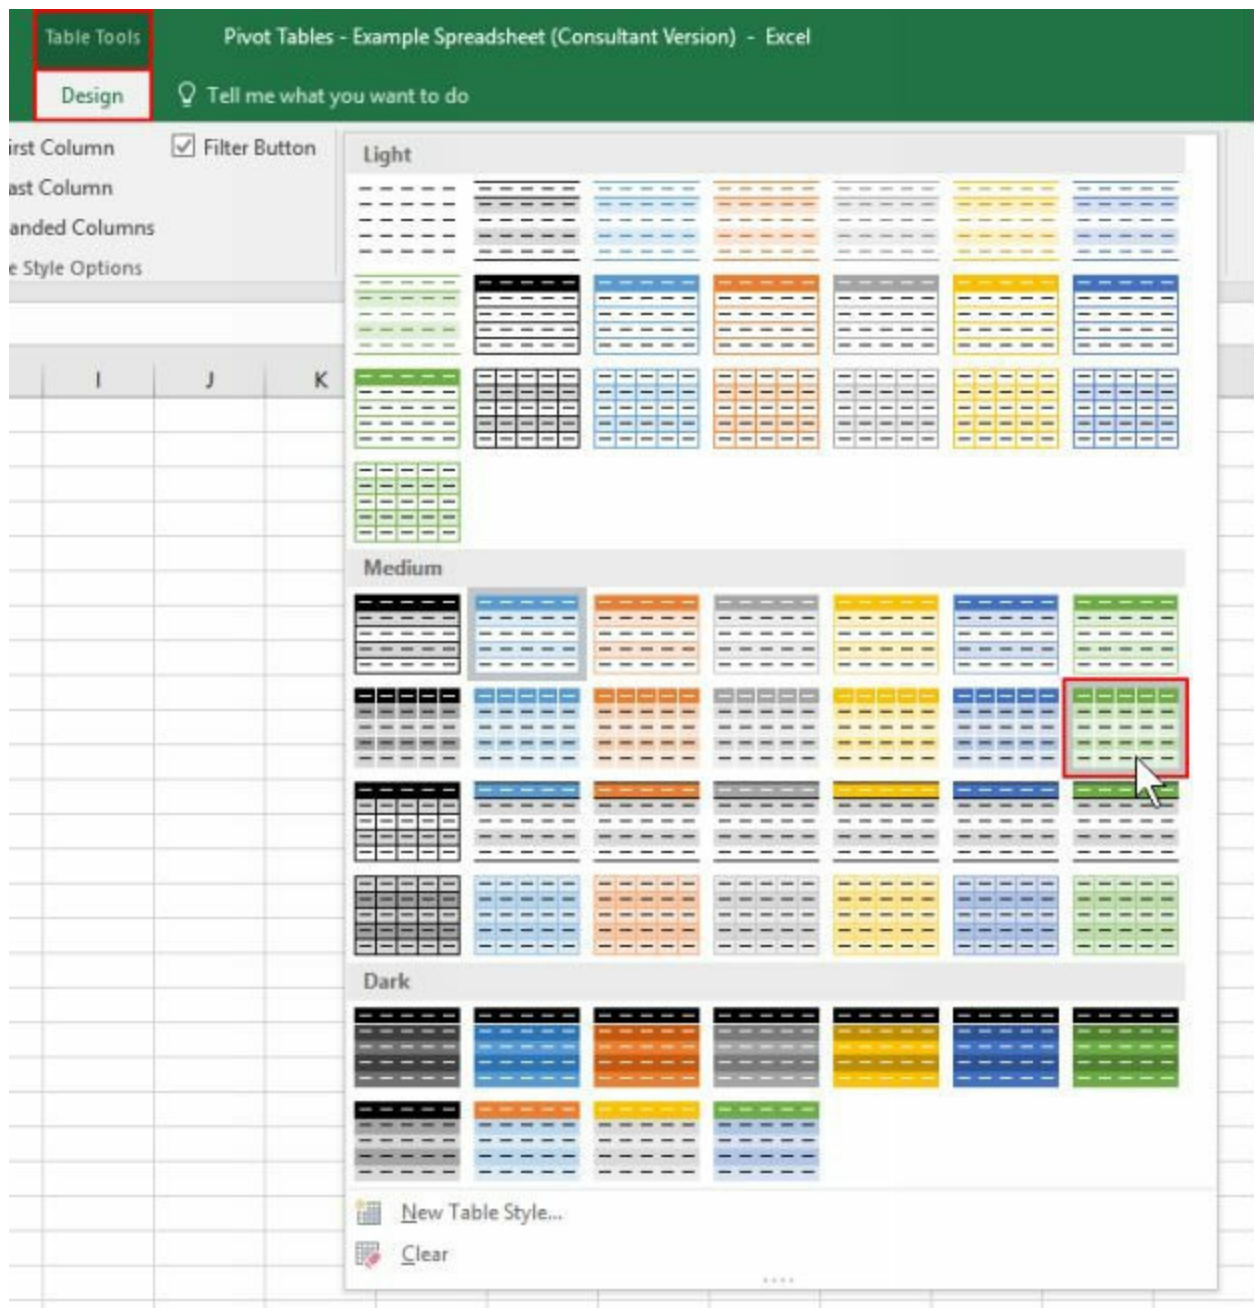 Table Tools
Pivot Tables - Example Spreadsheet (Consultant Version) - Excel
Design
Tell me what you want to do
irst Column
Filter Button
ast Column
anded Columns
e Style Options
Light
I J K
Medium
Dark
New Table Style...
Clear